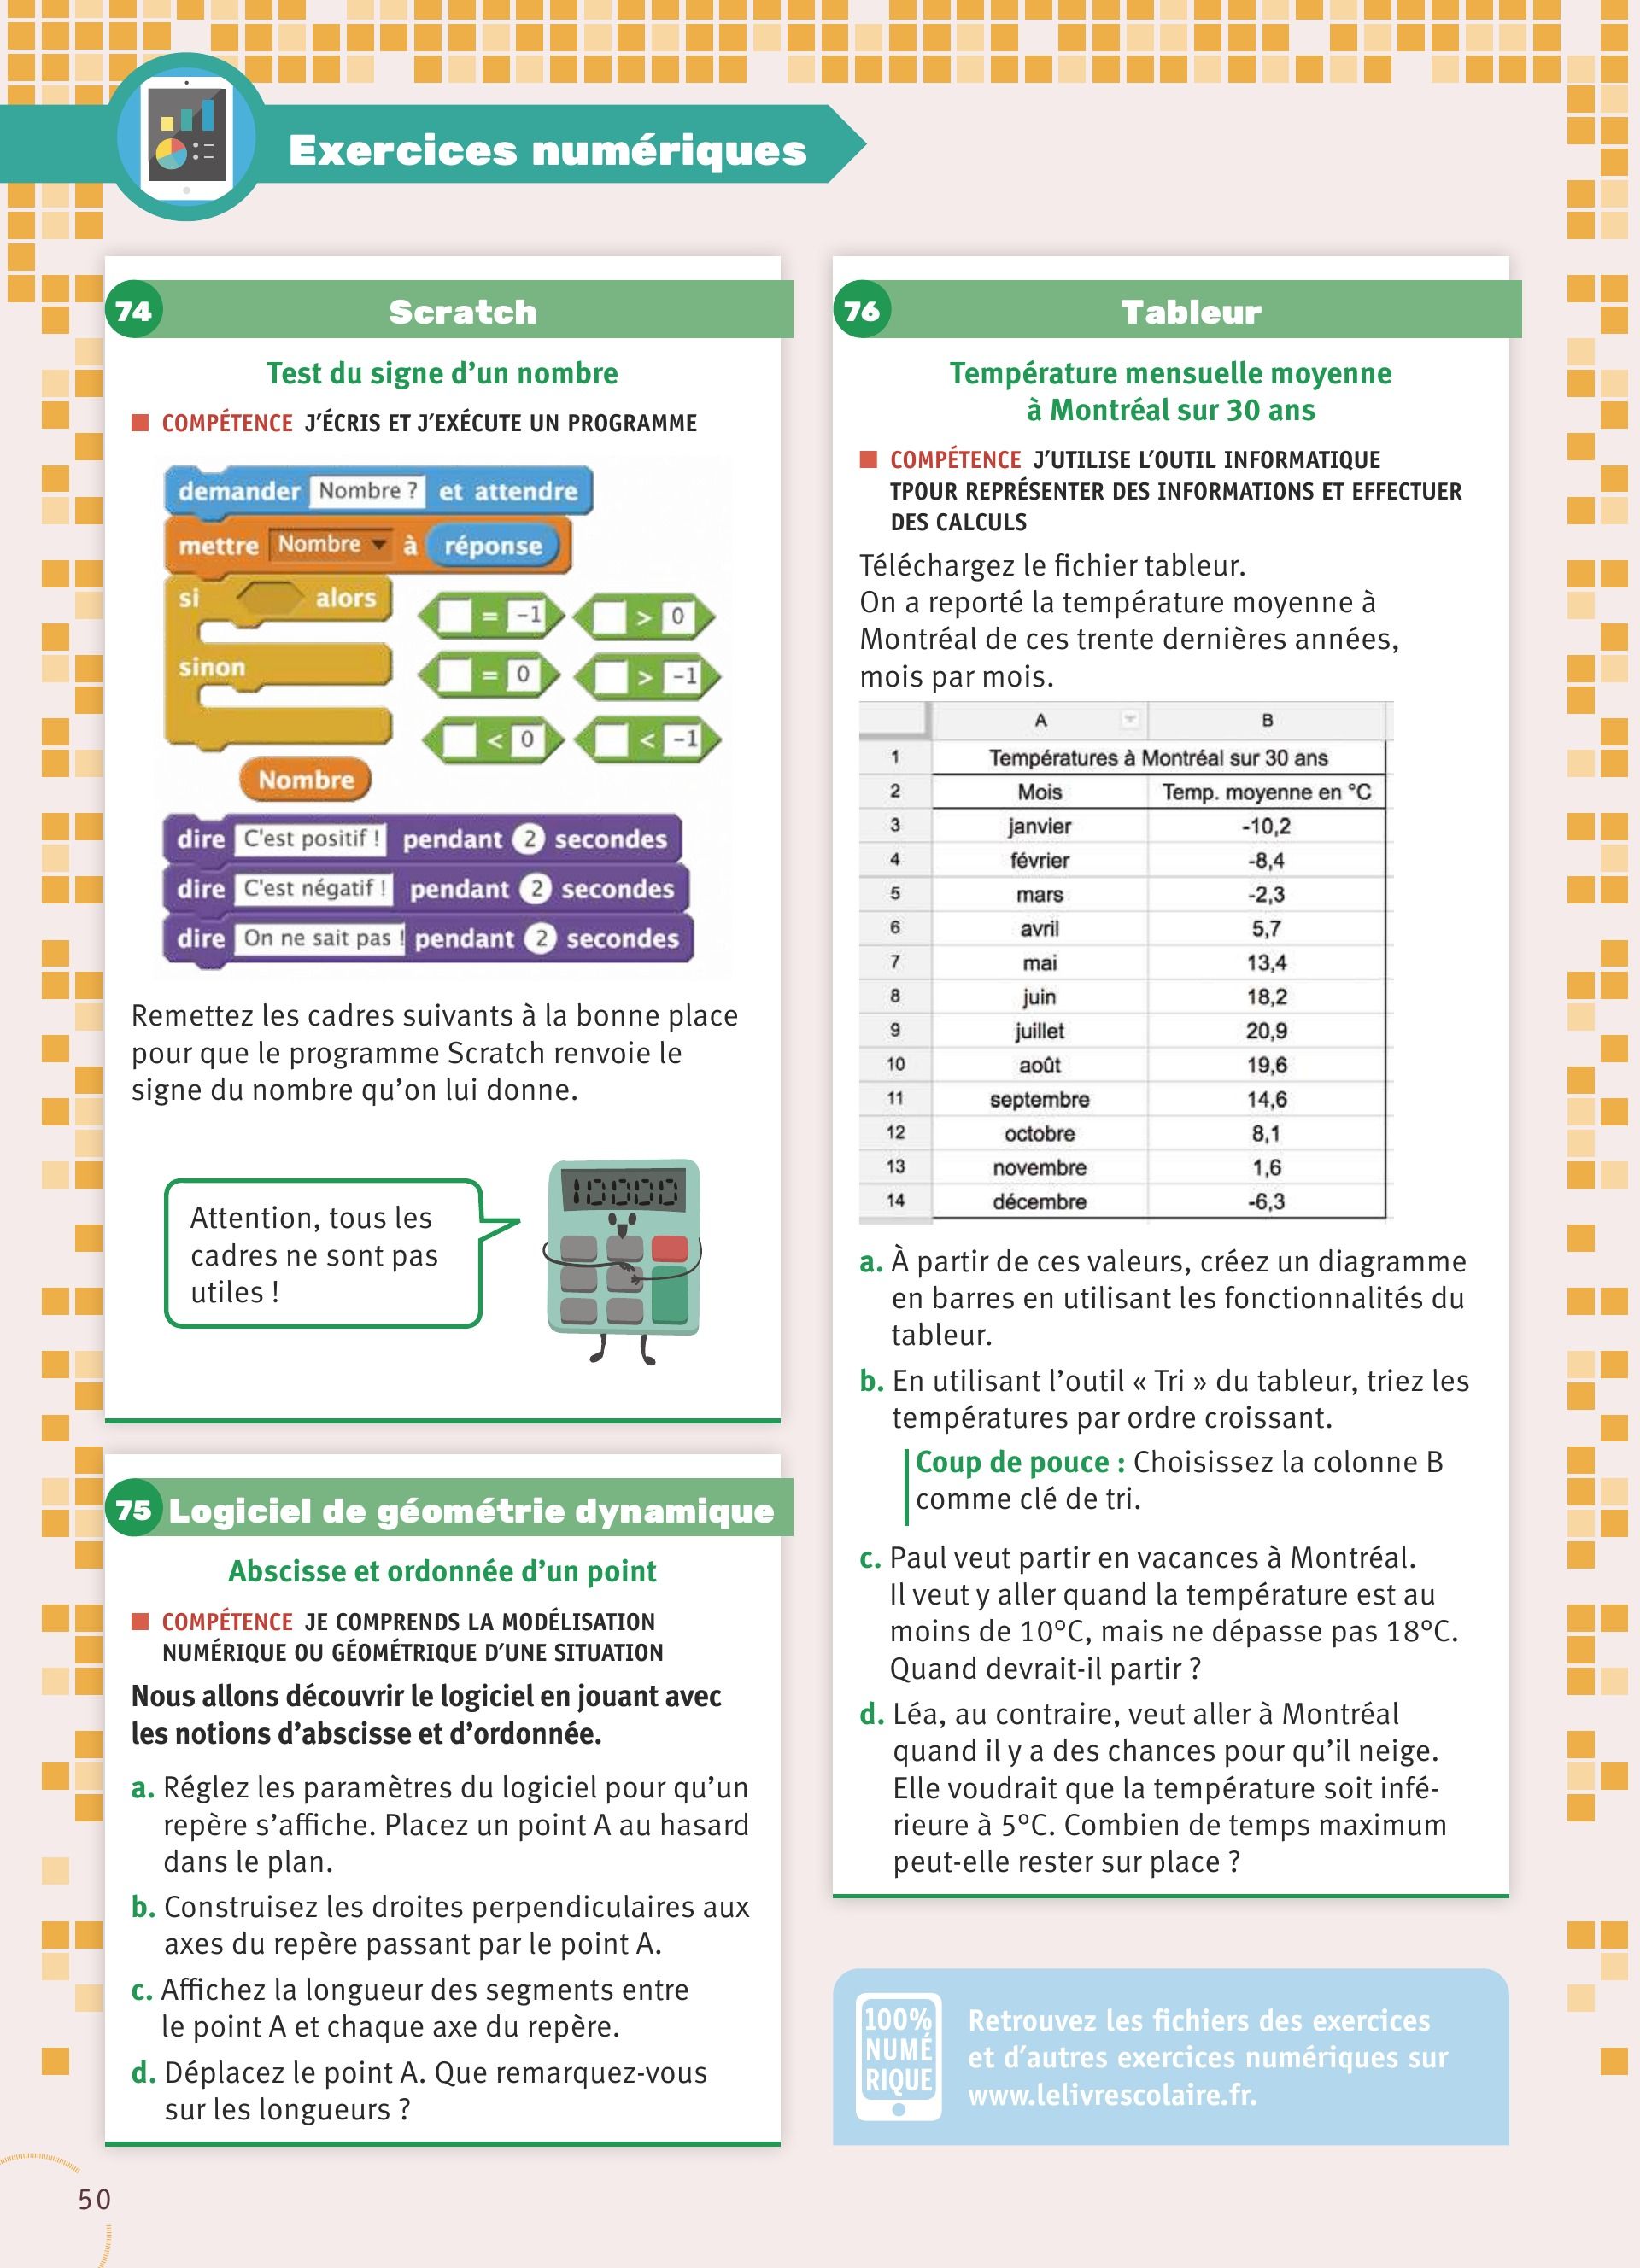 Exercices numériques
74
Scratch
Test du signe d'un nombre
COMPÉTENCE J'ÉCRIS ET J'EXÉCUTE UN PROGRAMME
demander Nombre ? et attendre
mettre Nombre à réponse
si alors
sinon
= -1
> 0
= 0
> -1
< 0
< -1
Nombre
dire C'est positif ! pendant 2 secondes
dire C'est négatif ! pendant 2 secondes
dire On ne sait pas ! pendant 2 secondes
Remettez les cadres suivants à la bonne place
pour que le programme Scratch renvoie le
signe du nombre qu'on lui donne.
Attention, tous les
cadres ne sont pas
utiles !
10000
75
Logiciel de géométrie dynamique
Abscisse et ordonnée d'un point
COMPÉTENCE JE COMPRENDS LA MODÉLISATION
NUMÉRIQUE OU GÉOMÉTRIQUE D'UNE SITUATION
Nous allons découvrir le logiciel en jouant avec
les notions d'abscisse et d'ordonnée.
a. Réglez les paramètres du logiciel pour qu'un
repère s'affiche. Placez un point A au hasard
dans le plan.
b. Construisez les droites perpendiculaires aux
axes du repère passant par le point A.
c. Affichez la longueur des segments entre
le point A et chaque axe du repère.
d. Déplacez le point A. Que remarquez-vous
sur les longueurs ?
76
Tableur
Température mensuelle moyenne
à Montréal sur 30 ans
COMPÉTENCE J'UTILISE L'OUTIL INFORMATIQUE
TPOUR REPRÉSENTER DES INFORMATIONS ET EFFECTUER
DES CALCULS
Téléchargez le fichier tableur.
On a reporté la température moyenne à
Montréal de ces trente dernières années,
mois par mois.
A B
1 Températures à Montréal sur 30 ans
2 Mois Temp. moyenne en °C
3 janvier -10,2
4 février -8,4
5 mars -2,3
6 avril 5,7
7 mai 13,4
8 juin 18,2
9 juillet 20,9
10 août 19,6
11 septembre 14,6
12 octobre 8,1
13 novembre 1,6
14 décembre -6,3
a. À partir de ces valeurs, créez un diagramme
en barres en utilisant les fonctionnalités du
tableur.
b. En utilisant l'outil « Tri » du tableur, triez les
températures par ordre croissant.
Coup de pouce : Choisissez la colonne B
comme clé de tri.
c. Paul veut partir en vacances à Montréal.
Il veut y aller quand la température est au
moins de 10°C, mais ne dépasse pas 18°C.
Quand devrait-il partir ?
d. Léa, au contraire, veut aller à Montréal
quand il y a des chances pour qu'il neige.
Elle voudrait que la température soit infé-
rieure à 5°C. Combien de temps maximum
peut-elle rester sur place ?
100%
NUMÉ
RIQUE
Retrouvez les fichiers des exercices
et d'autres exercices numériques sur
www.lelivrescolaire.fr.
50